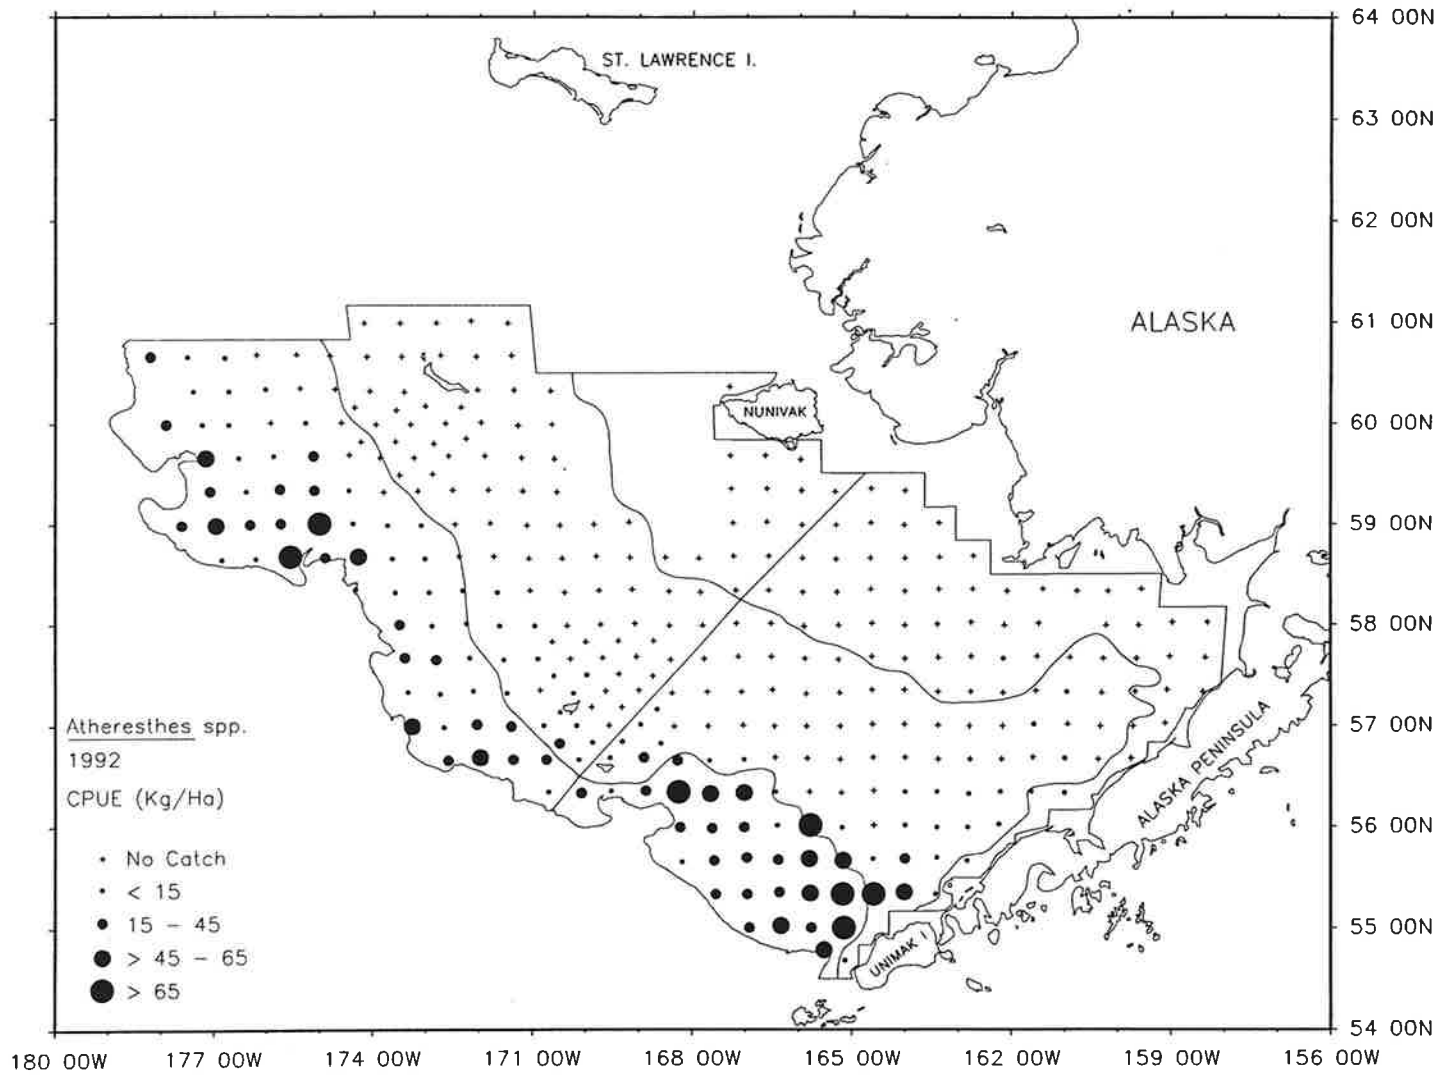 64 00N
ST. LAWRENCE I.
63 00N
62 00N
ALASKA
61 00N
NUNIVAK
60 00N
59 00N
58 00N
57 00N
Atheresthes spp.
1992
CPUE (Kg/Ha)
ALASKA PENINSULA
56 00N
No Catch
< 15
15 – 45
> 45 – 65
> 65
55 00N
UNIMAK I
54 00N
180 00W 177 00W 174 00W 171 00W 168 00W 165 00W 162 00W 159 00W 156 00W